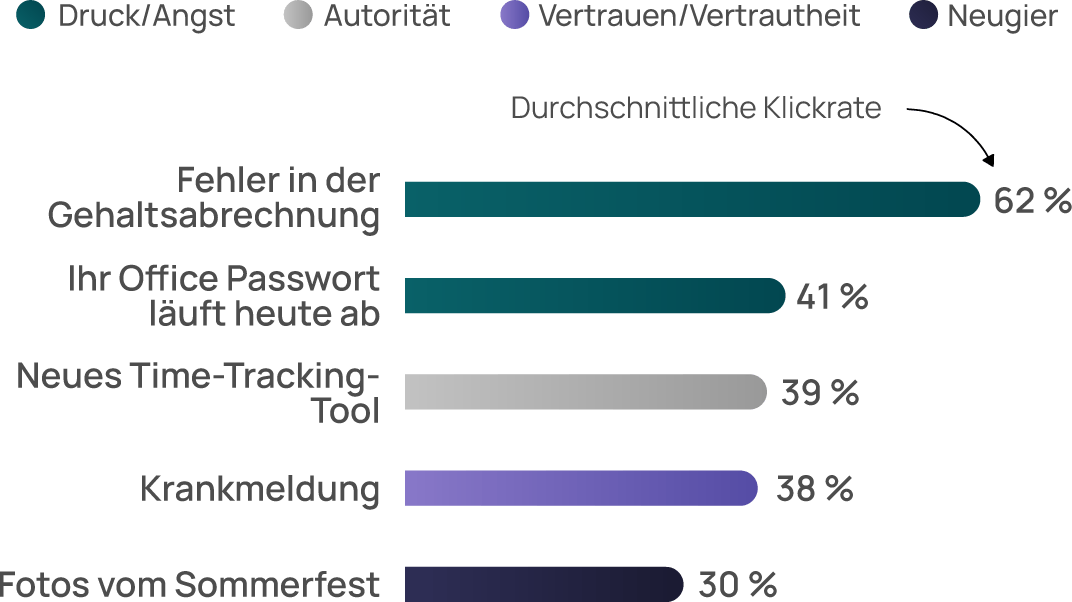 Druck/Angst Autorität Vertrauen/Vertrautheit Neugier
Durchschnittliche Klickrate
Fehler in der
Gehaltsabrechnung
62 %
Ihr Office Passwort
läuft heute ab
41 %
Neues Time-Tracking-
Tool
39 %
Krankmeldung
38 %
Fotos vom Sommerfest
30 %